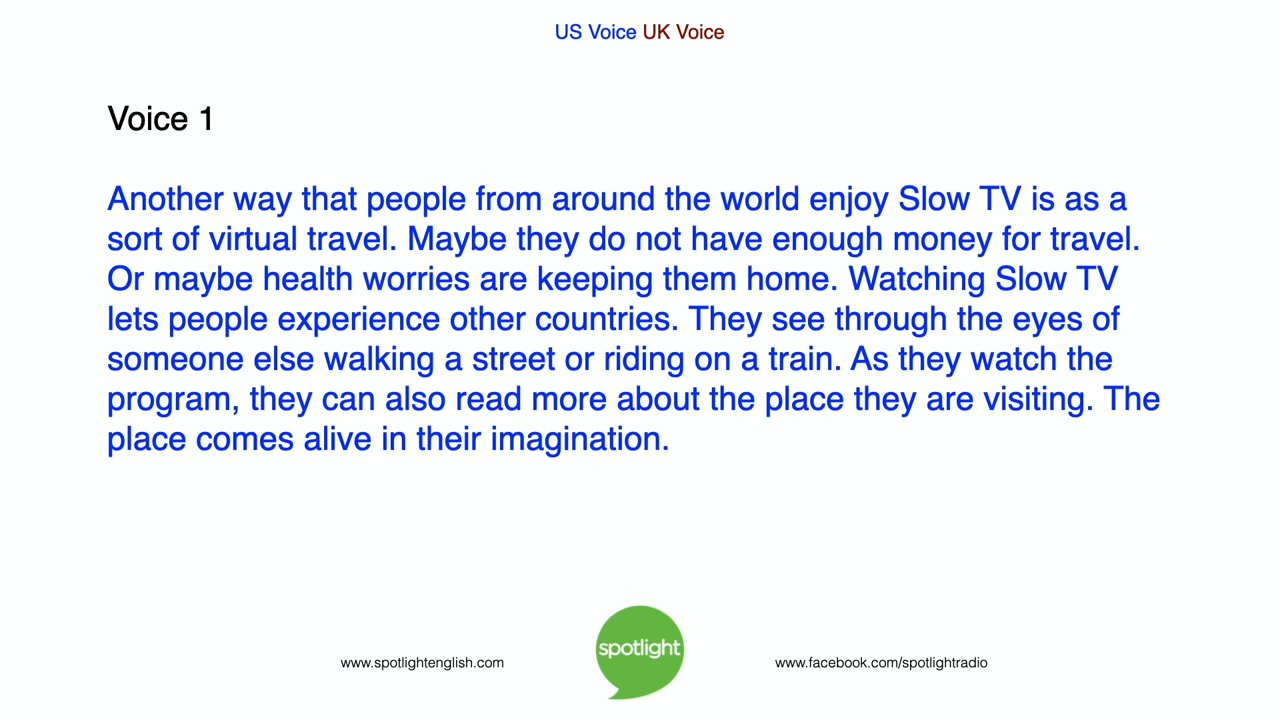 US Voice UK Voice
Voice 1
Another way that people from around the world enjoy Slow TV is as a
sort of virtual travel. Maybe they do not have enough money for travel.
Or maybe health worries are keeping them home. Watching Slow TV
lets people experience other countries. They see through the eyes of
someone else walking a street or riding on a train. As they watch the
program, they can also read more about the place they are visiting. The
place comes alive in their imagination.
www.spotlightenglish.com
spotlight
www.facebook.com/spotlightradio